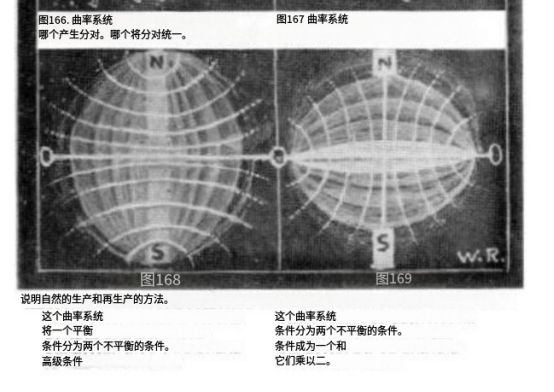 图166. 曲率系统
哪个产生分对。哪个将分对统一。
图167 曲率系统
N
N
S
S
W.R.
图168
图169
说明自然的生产和再生产的方法。
这个曲率系统
将一个平衡
条件分为两个不平衡的条件。
高级条件
这个曲率系统
条件分为两个不平衡的条件。
条件成为一个和
它们乘以二。